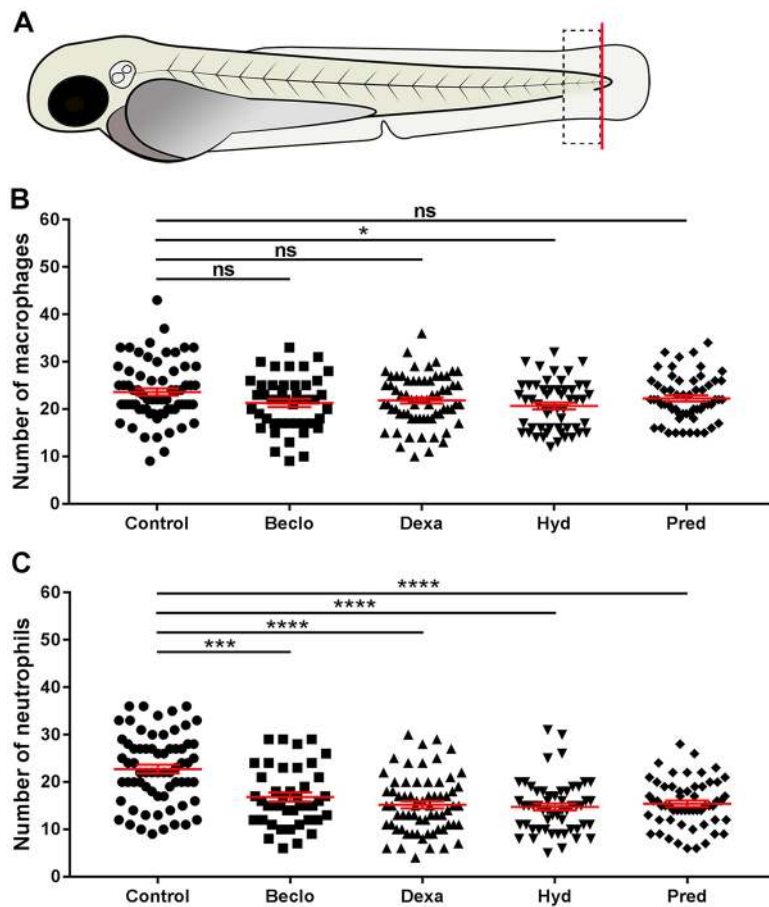 A
B
Number of macrophages
60
50
40
30
20
10
0
ns
*
ns
ns
Control Beclo Dexa Hyd Pred
C
Number of neutrophils
60
50
40
30
20
10
0
****
****
****
***
Control Beclo Dexa Hyd Pred